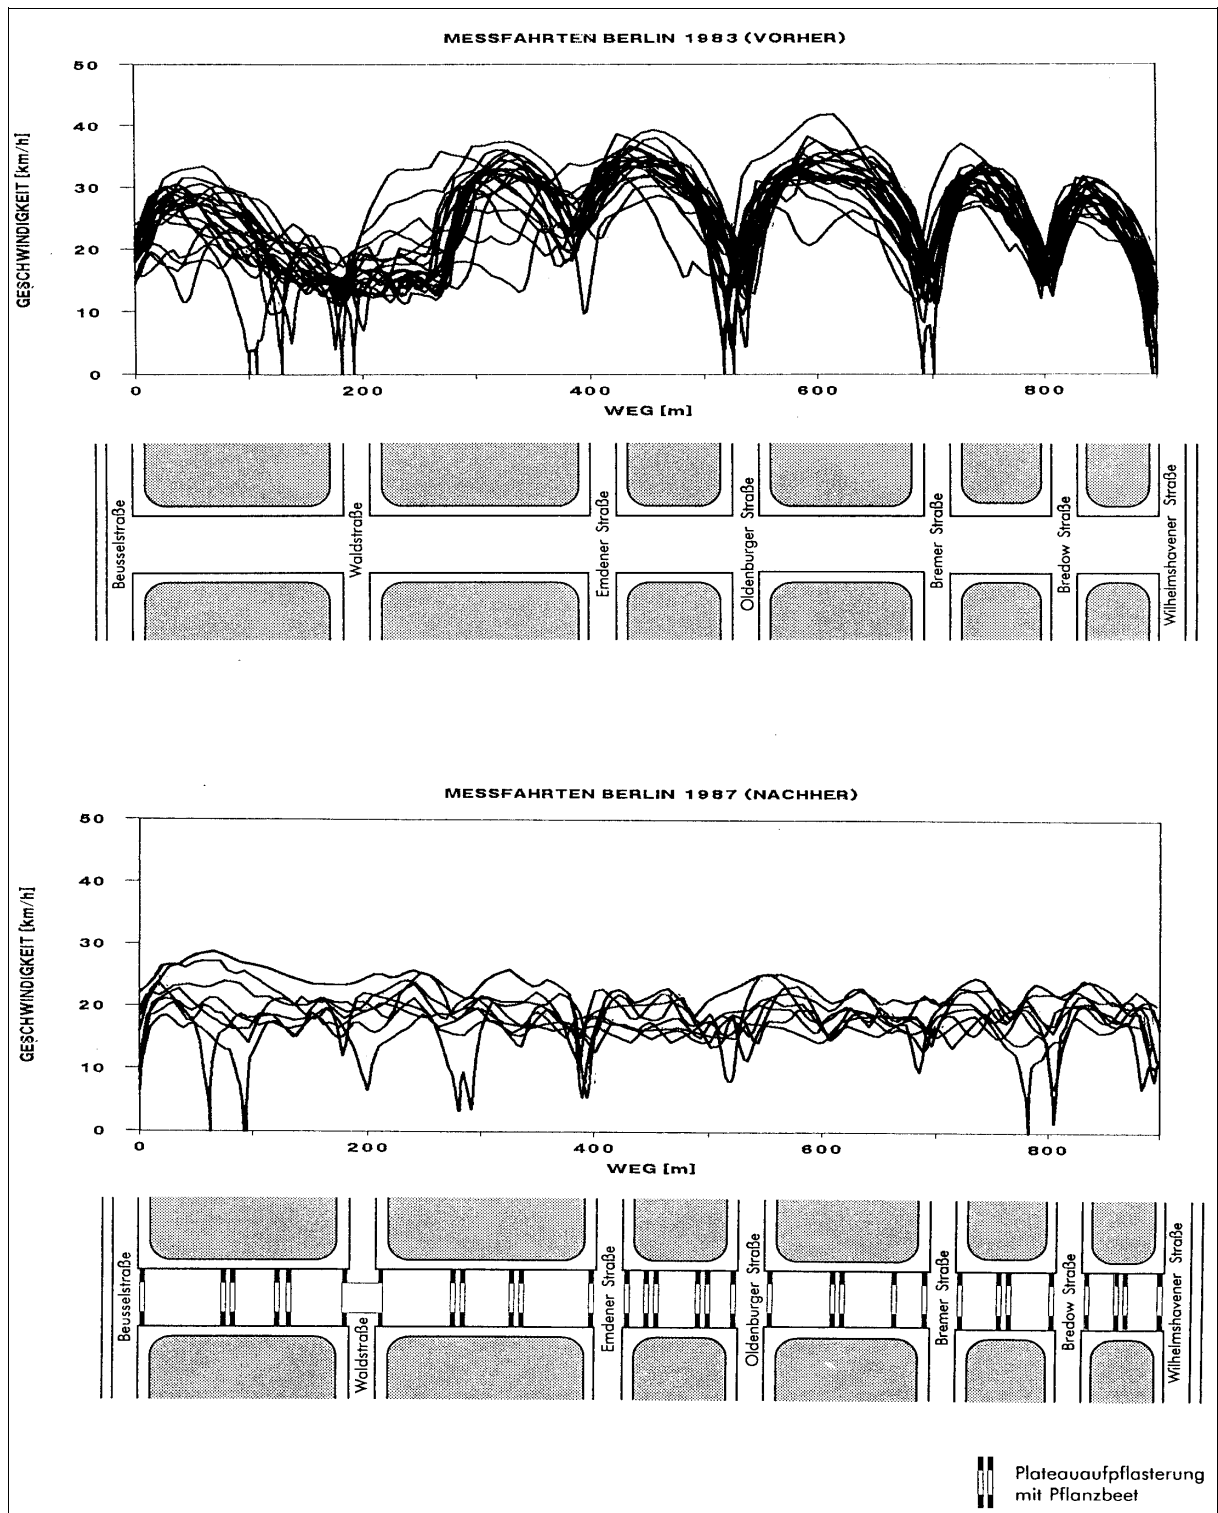 MESSFAHRTEN BERLIN 1983 (VORHER)
GESCHWINDIGKEIT [km/h]
50
40
30
20
10
0
0 200 400 600 800
WEG [m]
Beusselstraße
Waldstraße
Emdener Straße
Oldenburger Straße
Bremer Straße
Bredow Straße
Wilhelmshavener Straße
MESSFAHRTEN BERLIN 1987 (NACHHER)
GESCHWINDIGKEIT [km/h]
50
40
30
20
10
0
0 200 400 600 800
WEG [m]
Beusselstraße
Waldstraße
Emdener Straße
Oldenburger Straße
Bremer Straße
Bredow Straße
Wilhelmshavener Straße
Plateauaufpflasterung
mit Pflanzbeet